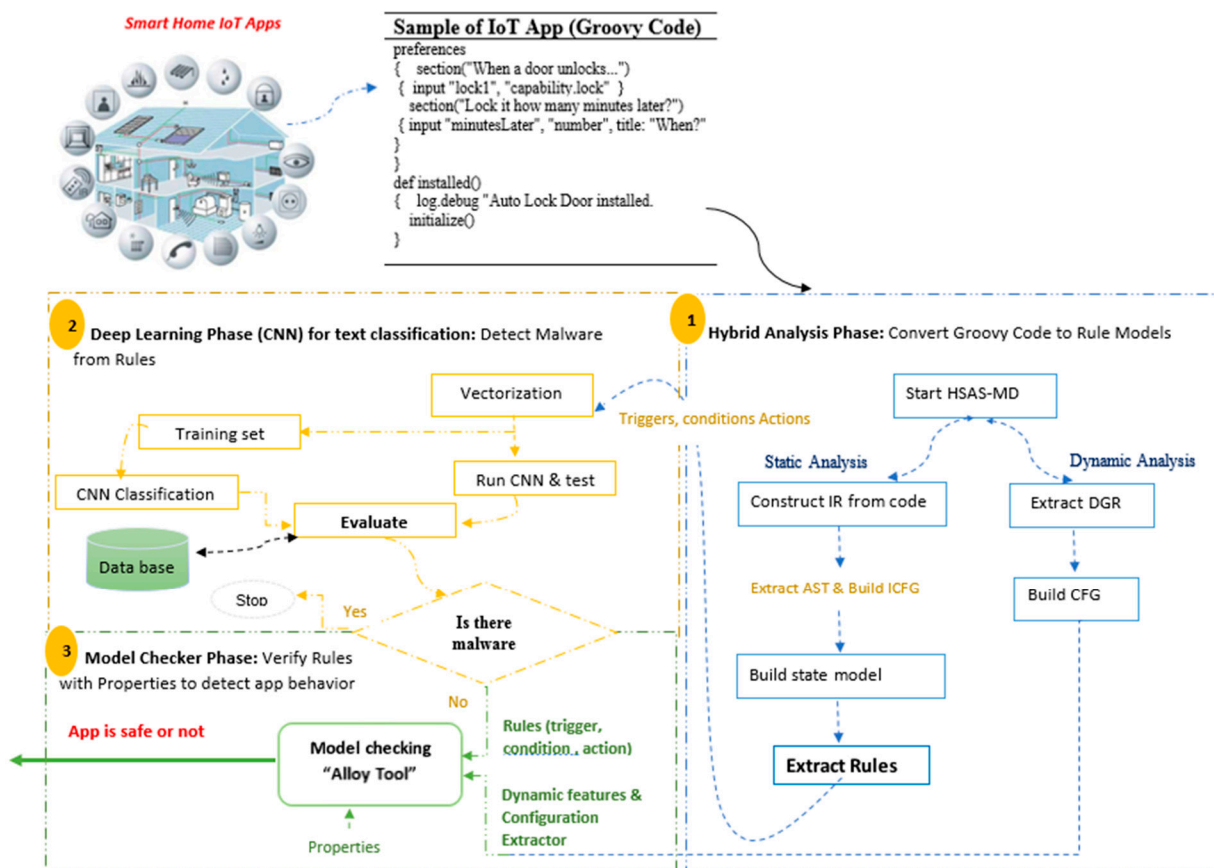 Smart Home IoT Apps
Sample of IoT App (Groovy Code)
preferences
{ section("When a door unlocks...")
{ input "lock1", "capability.lock" }
section("Lock it how many minutes later?")
{ input "minutesLater", "number", title: "When?"
}
}
def installed()
{ log.debug "Auto Lock Door installed.
initialize()
}
1
Hybrid Analysis Phase: Convert Groovy Code to Rule Models
Start HSAS-MD
Static Analysis
Dynamic Analysis
Construct IR from code
Extract DGR
Extract AST & Build ICFG
Build CFG
Build state model
Extract Rules
Triggers, conditions Actions
2
Deep Learning Phase (CNN) for text classification: Detect Malware
from Rules
Vectorization
Training set
CNN Classification
Run CNN & test
Evaluate
Data base
Stop
Yes
Is there
malware
No
3
Model Checker Phase: Verify Rules
with Properties to detect app behavior
App is safe or not
Model checking
“Alloy Tool”
Rules (trigger,
condition , action)
Dynamic features &
Configuration
Extractor
Properties